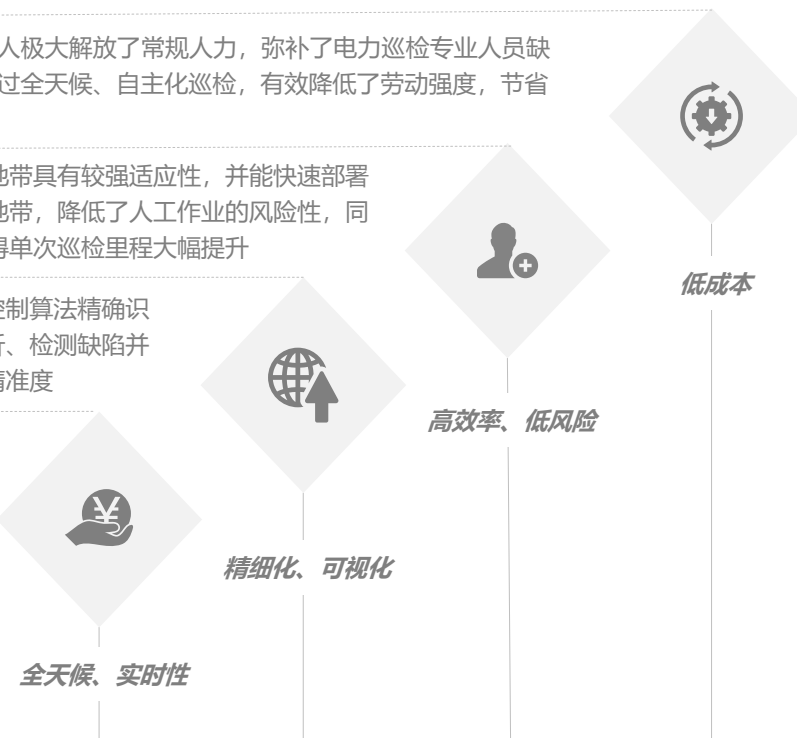 人极大解放了常规人力，弥补了电力巡检专业人员缺
过全天候、自主化巡检，有效降低了劳动强度，节省
地带具有较强适应性，并能快速部署
地带，降低了人工作业的风险性，同
得单次巡检里程大幅提升
控制算法精确识
析、检测缺陷并
精准度
低成本
高效率、低风险
精细化、可视化
全天候、实时性